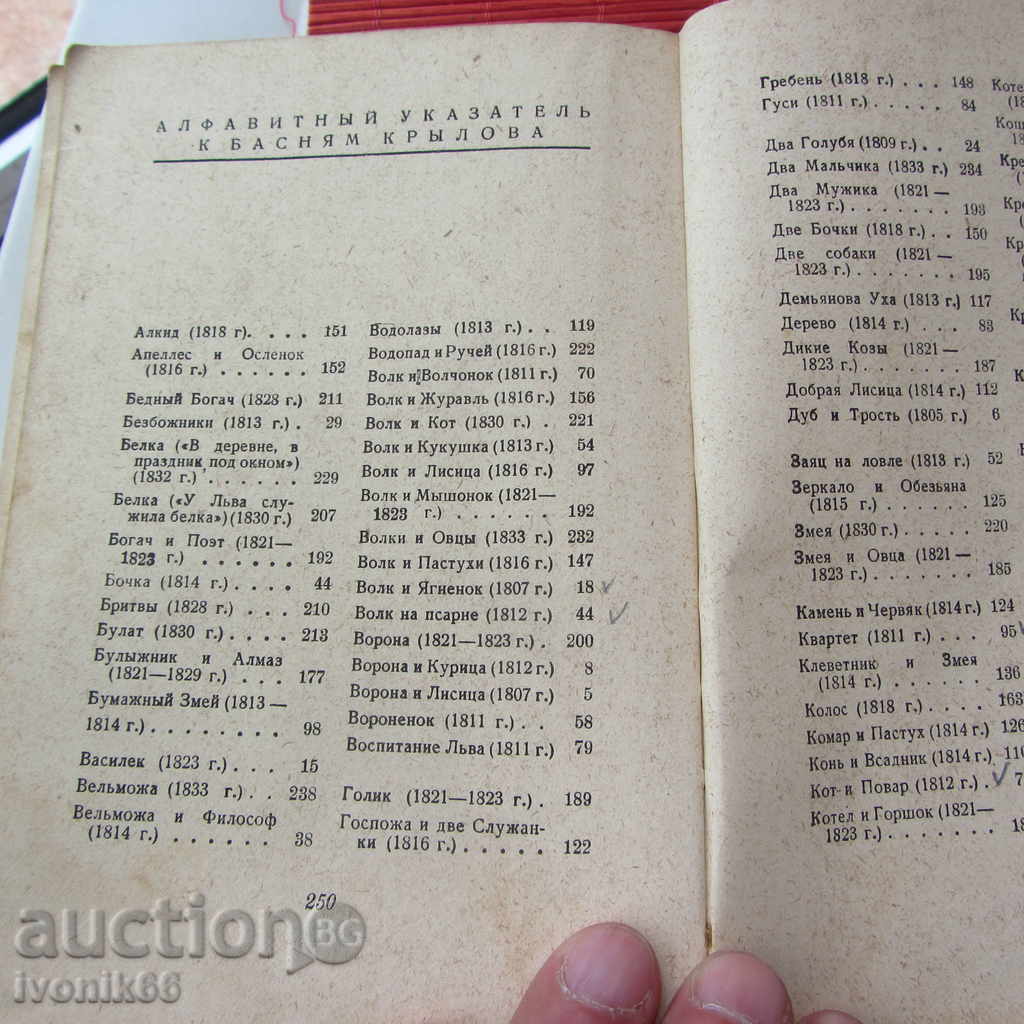 АЛФАВИТНЫЙ УКАЗАТЕЛЬ
К БАСНЯМ КРЫЛОВА
Алкид (1818 г). . . . 151
Апеллес и Осленок
(1816 г.) . . . . . . 152
Бедный Богач (1828 г.) 211
Безбожники (1813 г.) . 29
Белка («В деревне, в
праздник под окном»)
(1832 г.) . . . . . . 229
Белка («У Льва слу-
жила белка») (1830 г.) 207
Богач и Поэт (1821—
1823 г.) . . . . . . 192
Бочка (1814 г.) . . . . 44
Бритвы (1828 г.) . . . 210
Булат (1830 г.) . . . . 213
Булыжник и Алмаз
(1821—1829 г.) . . . 177
Бумажный Змей (1813 —
1814 г.) . . . . . . . 98
Василек (1823 г.) . . . 15
Вельможа (1833 г.) . . 238
Вельможа и Философ
(1814 г.) . . . . . . 38
Водолазы (1813 г.) . . 119
Водопад и Ручей (1816 г.) 222
Волк и Волчонок (1811 г.) 70
Волк и Журавль (1816 г.) 156
Волк и Кот (1830 г.) . 221
Волк и Кукушка (1813 г.) 54
Волк и Лисица (1816 г.) 97
Волк и Мышонок (1821—
1823 г.) . . . . . . 192
Волки и Овцы (1833 г.) 232
Волк и Пастухи (1816 г.) 147
Волк и Ягненок (1807 г.) 18
Волк на псарне (1812 г.) 44
Ворона (1821—1823 г.) . 200
Ворона и Курица (1812 г.) 8
Ворона и Лисица (1807 г.) 5
Вороненок (1811 г.) . . 58
Воспитание Льва (1811 г.) 79
Голик (1821—1823 г.) . 189
Госпожа и две Служан-
ки (1816 г.) . . . . . 122
250
Гребень (1818 г.) . . . 148
Гуси (1811 г.) . . . . . 84
Два Голубя (1809 г.) . . 24
Два Мальчика (1833 г.) 234
Два Мужика (1821 —
1823 г.) . . . . . . . 193
Две Бочки (1818 г.) . . 150
Две собаки (1821 —
1823 г.) . . . . . . . 195
Демьянова Уха (1813 г.) 117
Дерево (1814 г.) . . . 83
Дикие Козы (1821—
1823 г.) . . . . . . . 187
Добрая Лисица (1814 г.) 112
Дуб и Трость (1805 г.) 6
Заяц на ловле (1813 г.) 52
Зеркало и Обезьяна
(1815 г.) . . . . . . 125
Змея (1830 г.) . . . . . 220
Змея и Овца (1821 —
1823 г.) . . . . . . . 185
Камень и Червяк (1814 г.) 124
Квартет (1811 г.) . . . 95
Клеветник и Змея
(1814 г.) . . . . . . 136
Колос (1818 г.) . . . . 163
Комар и Пастух (1814 г.) 126
Конь и Всадник (1814 г.)
Кот и Повар (1812 г.) .
Котел и Горшок (1821—
1823 г.) . . . . . .
auctionBG
ivonik66